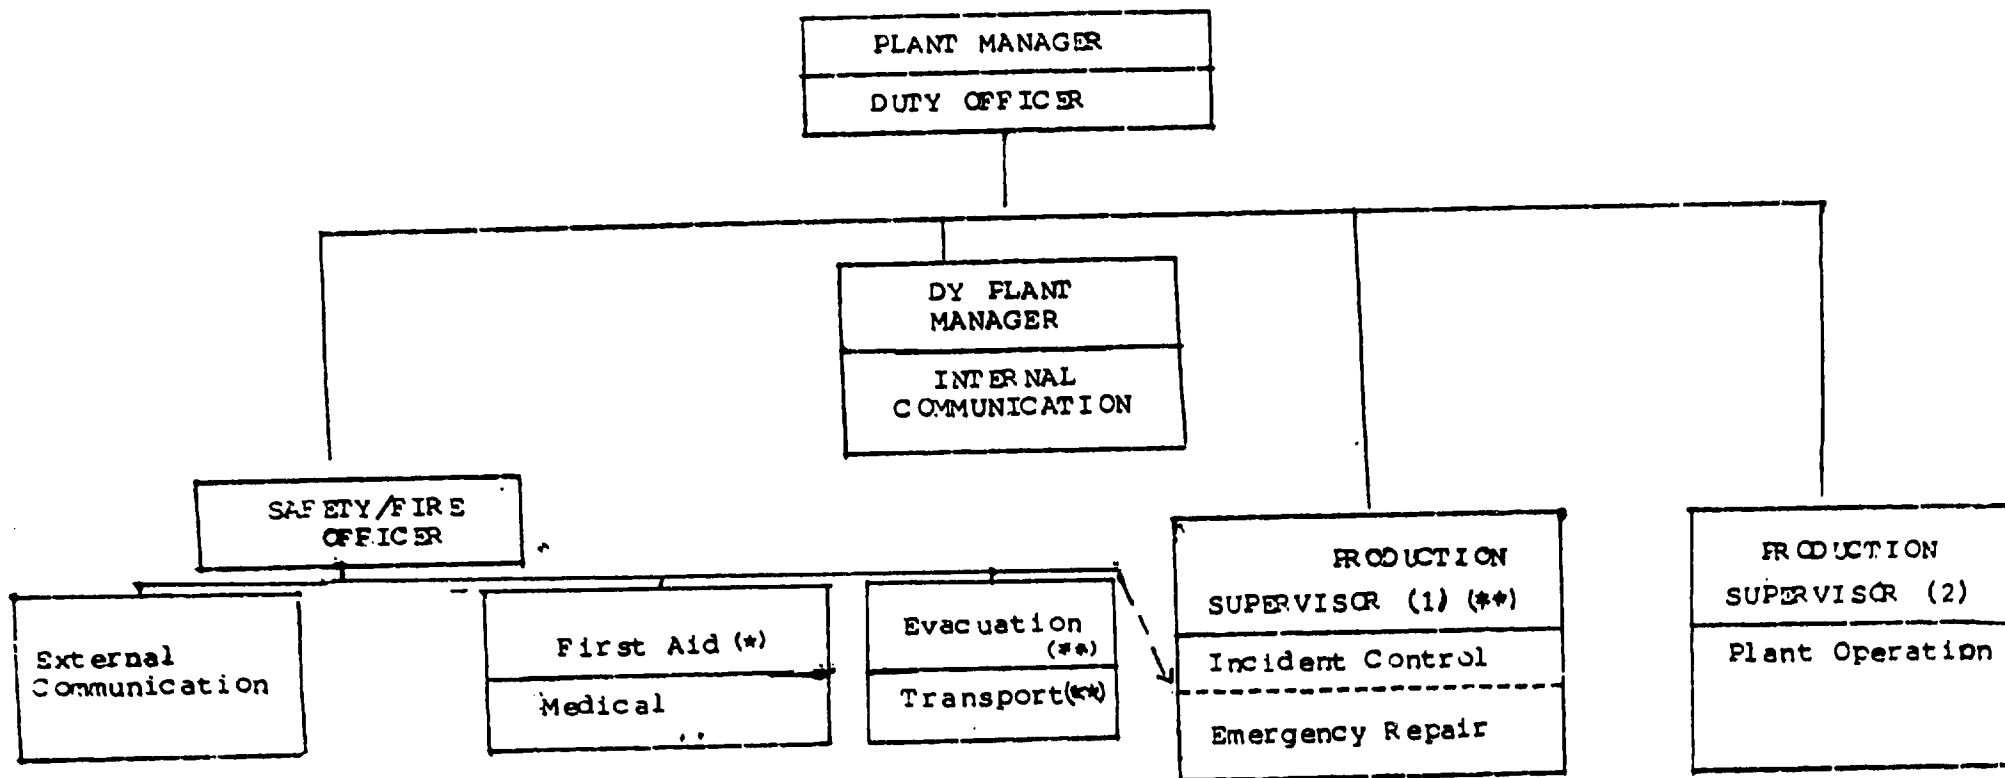 PLANT MANAGER
DUTY OFFICER
DY PLANT
MANAGER
INTERNAL
COMMUNICATION
SAFETY/FIRE
OFFICER
External
Communication
First Aid (*)
Medical
Evacuation
(**)
Transport(**)
PRODUCTION
SUPERVISOR (1) (**)
Incident Control
Emergency Repair
PRODUCTION
SUPERVISOR (2)
Plant Operation